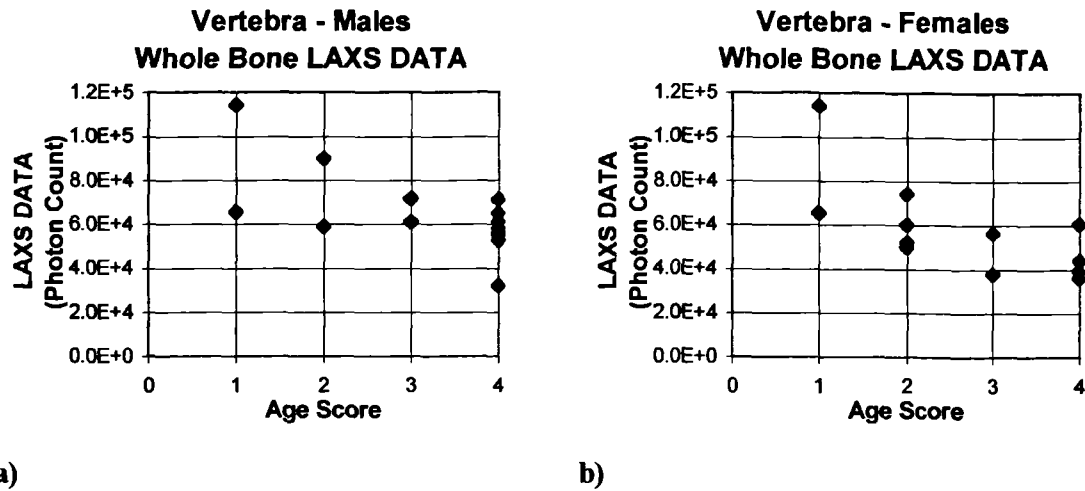 Vertebra - Males
Whole Bone LAXS DATA
LAXS DATA
(Photon Count)
1.2E+5
1.0E+5
8.0E+4
6.0E+4
4.0E+4
2.0E+4
0.0E+0
0 1 2 3 4
Age Score
a)
Vertebra - Females
Whole Bone LAXS DATA
LAXS DATA
(Photon Count)
1.2E+5
1.0E+5
8.0E+4
6.0E+4
4.0E+4
2.0E+4
0.0E+0
0 1 2 3 4
Age Score
b)